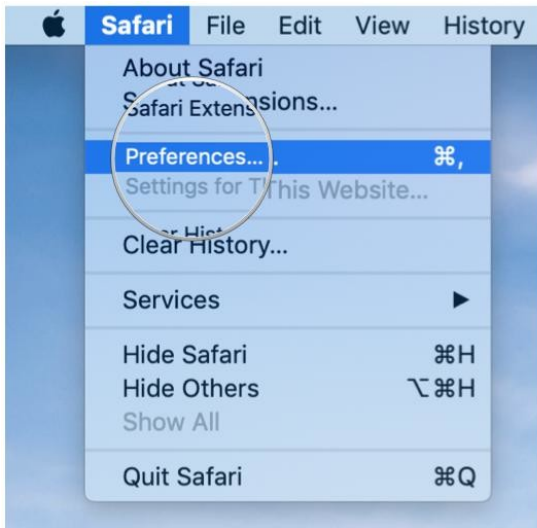 Safari File Edit View History
About Safari
Safari Extensions...
Preferences... ⌘,
Settings for This Website...
Clear History...
Services ▶
Hide Safari ⌘H
Hide Others ⌥⌘H
Show All
Quit Safari ⌘Q